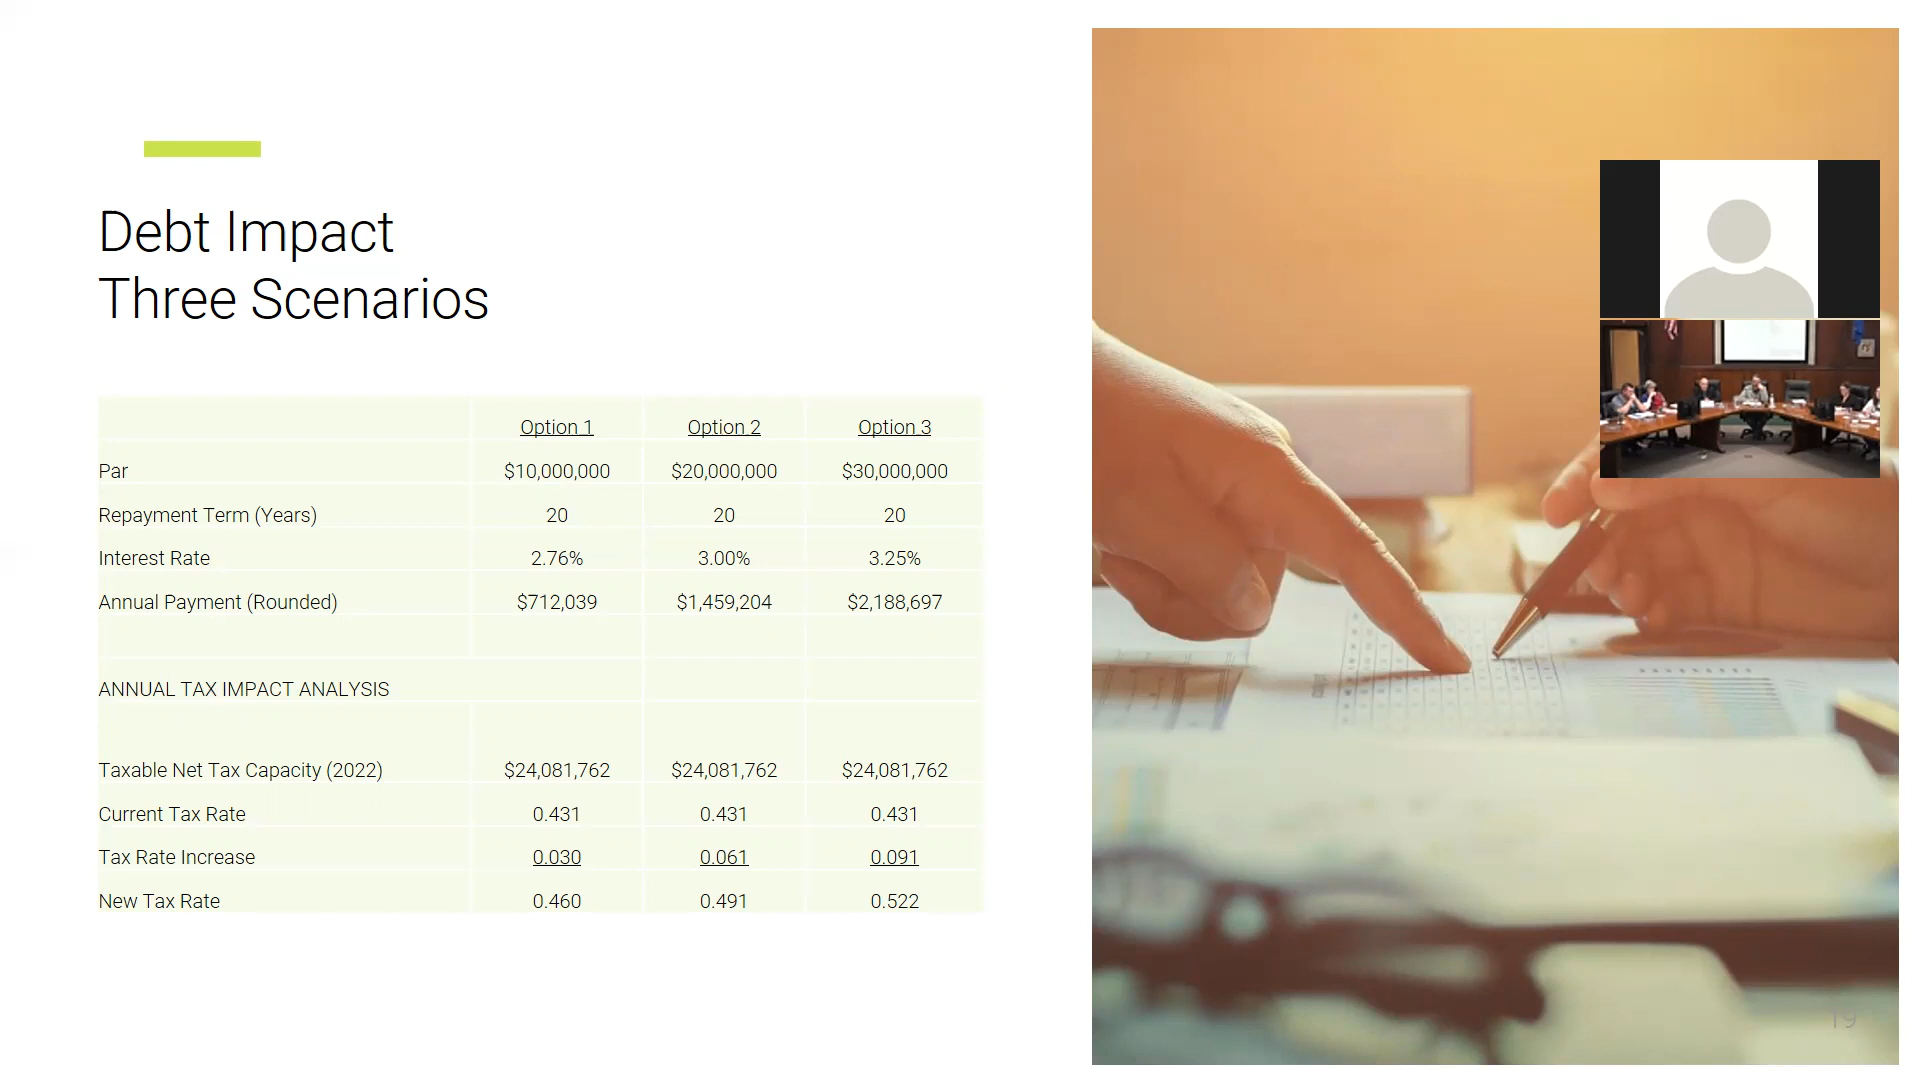 Debt Impact
Three Scenarios
Option 1 Option 2 Option 3
Par $10,000,000 $20,000,000 $30,000,000
Repayment Term (Years) 20 20 20
Interest Rate 2.76% 3.00% 3.25%
Annual Payment (Rounded) $712,039 $1,459,204 $2,188,697
ANNUAL TAX IMPACT ANALYSIS
Taxable Net Tax Capacity (2022) $24,081,762 $24,081,762 $24,081,762
Current Tax Rate 0.431 0.431 0.431
Tax Rate Increase 0.030 0.061 0.091
New Tax Rate 0.460 0.491 0.522
19